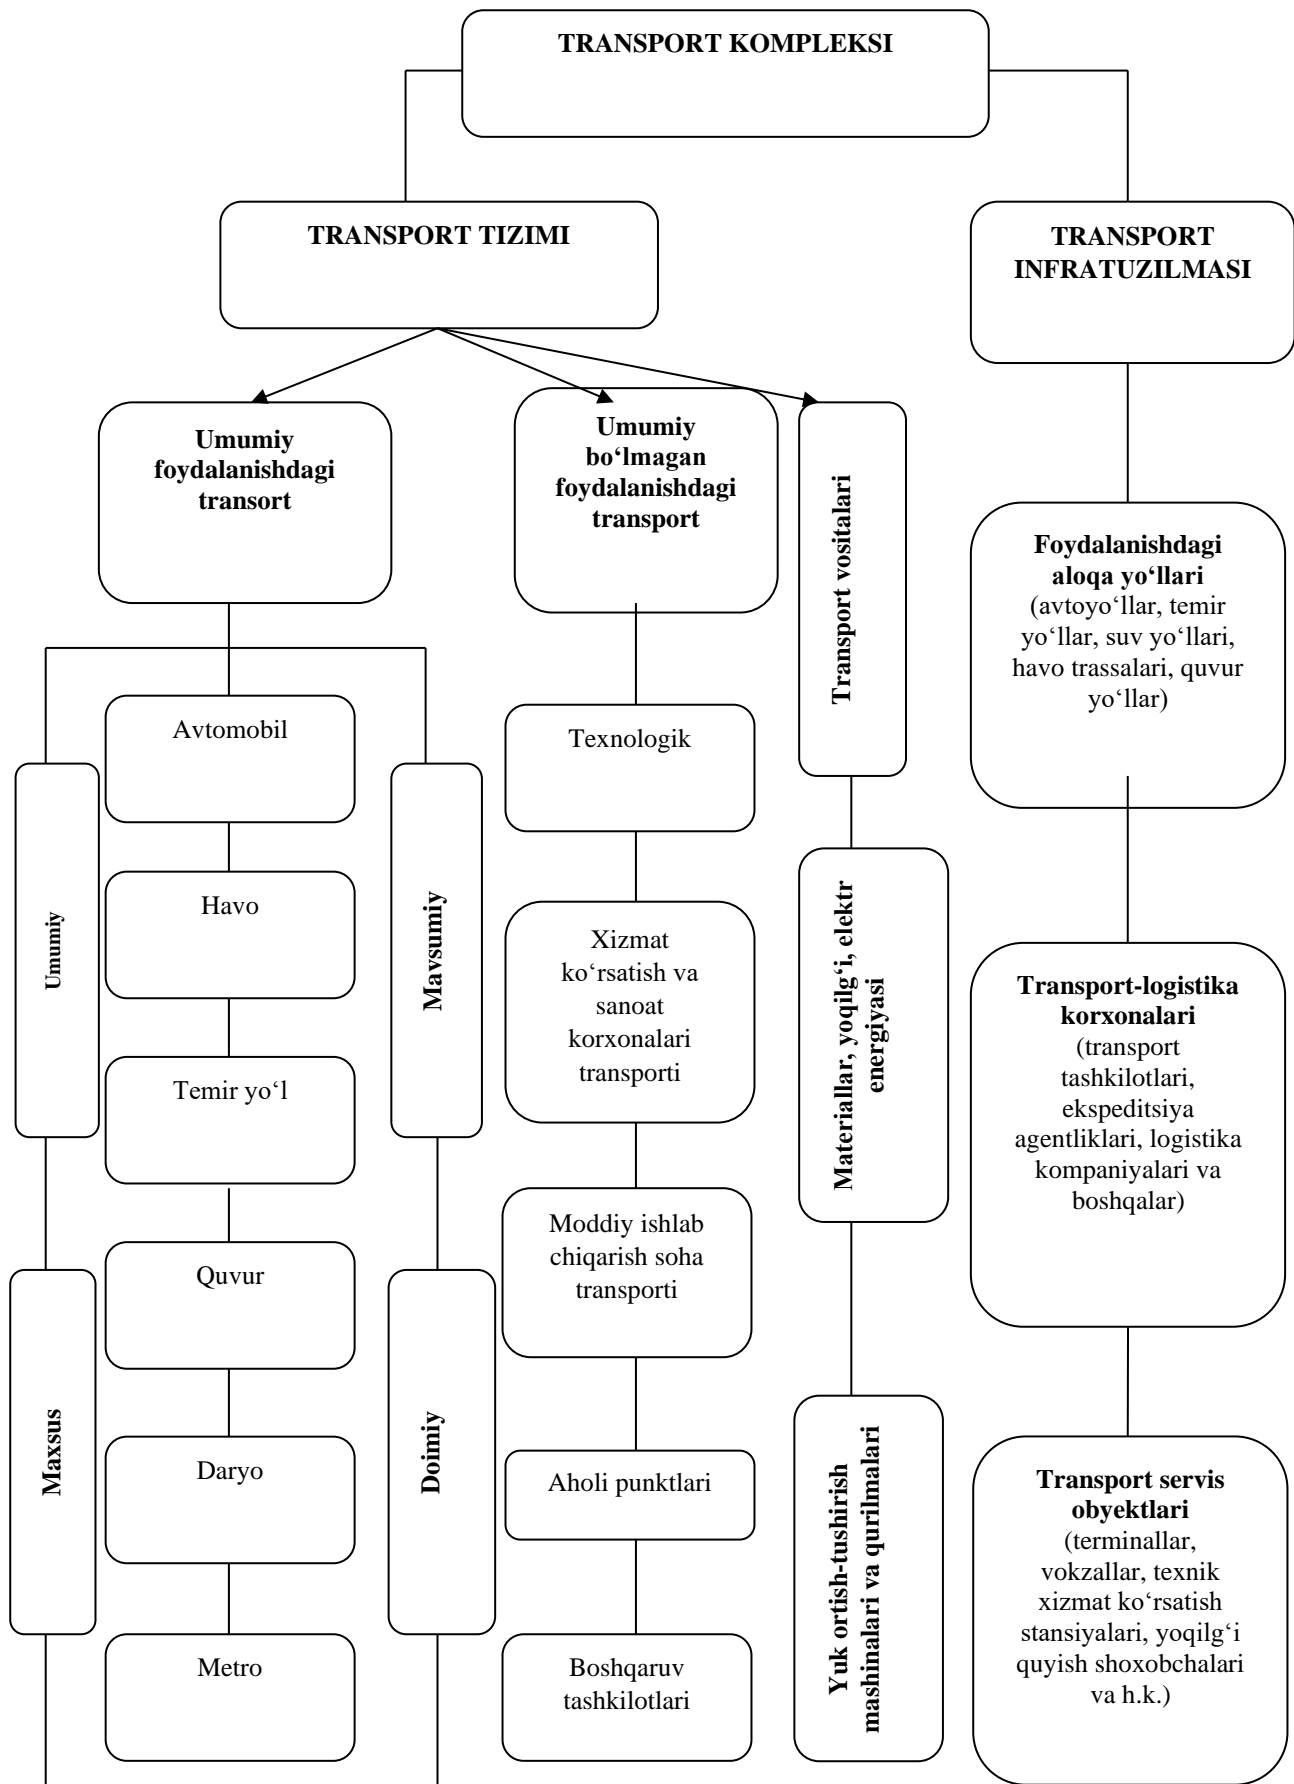 TRANSPORT KOMPLEKSI
TRANSPORT TIZIMI
TRANSPORT
INFRATUZILMASI
Umumiy
foydalanishdagi
transort
Umumiy
bo‘lmagan
foydalanishdagi
transport
Transport vositalari
Foydalanishdagi
aloqa yo‘llari
(avtoyo‘llar, temir
yo‘llar, suv yo‘llari,
havo trassalari, quvur
yo‘llar)
Umumiy
Avtomobil
Havo
Temir yo‘l
Mavsumiy
Texnologik
Xizmat
ko‘rsatish va
sanoat
korxonalari
transporti
Materiallar, yoqilg‘i, elektr
energiyasi
Transport-logistika
korxonalari
(transport
tashkilotlari,
ekspeditsiya
agentliklari, logistika
kompaniyalari va
boshqalar)
Maxsus
Quvur
Daryo
Metro
Doimiy
Moddiy ishlab
chiqarish soha
transporti
Aholi punktlari
Boshqaruv
tashkilotlari
Yuk ortish-tushirish
mashinalari va qurilmalari
Transport servis
obyektlari
(terminallar,
vokzallar, texnik
xizmat ko‘rsatish
stansiyalari, yoqilg‘i
quyish shoxobchalari
va h.k.)